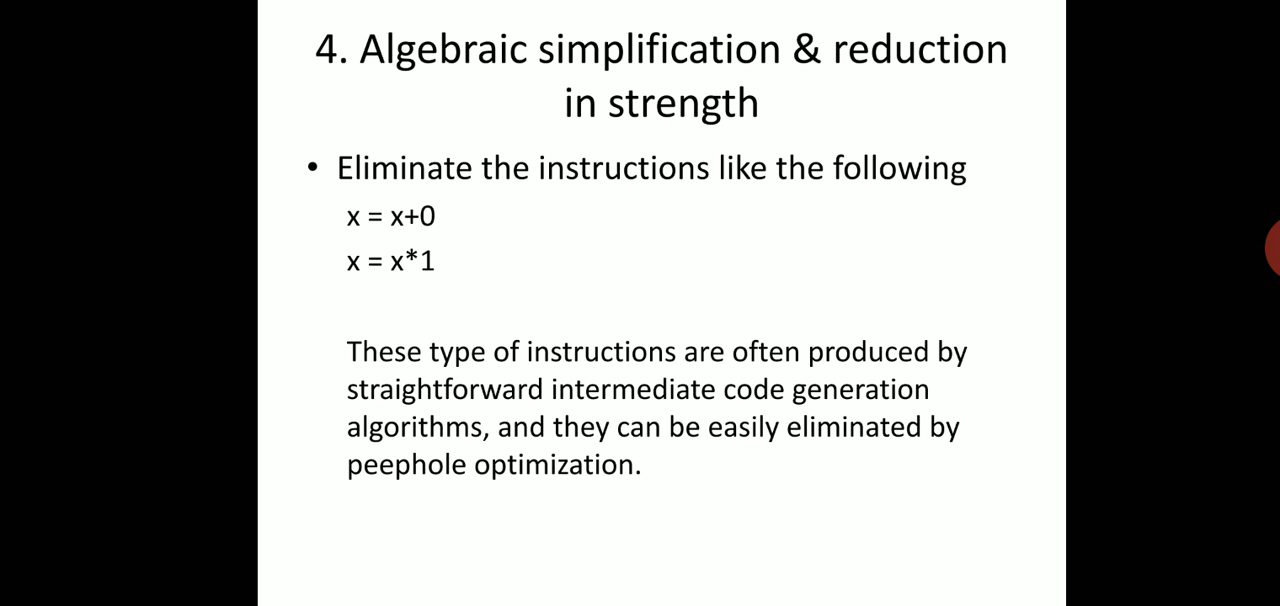 4. Algebraic simplification & reduction
in strength
• Eliminate the instructions like the following
x = x+0
x = x*1
These type of instructions are often produced by
straightforward intermediate code generation
algorithms, and they can be easily eliminated by
peephole optimization.